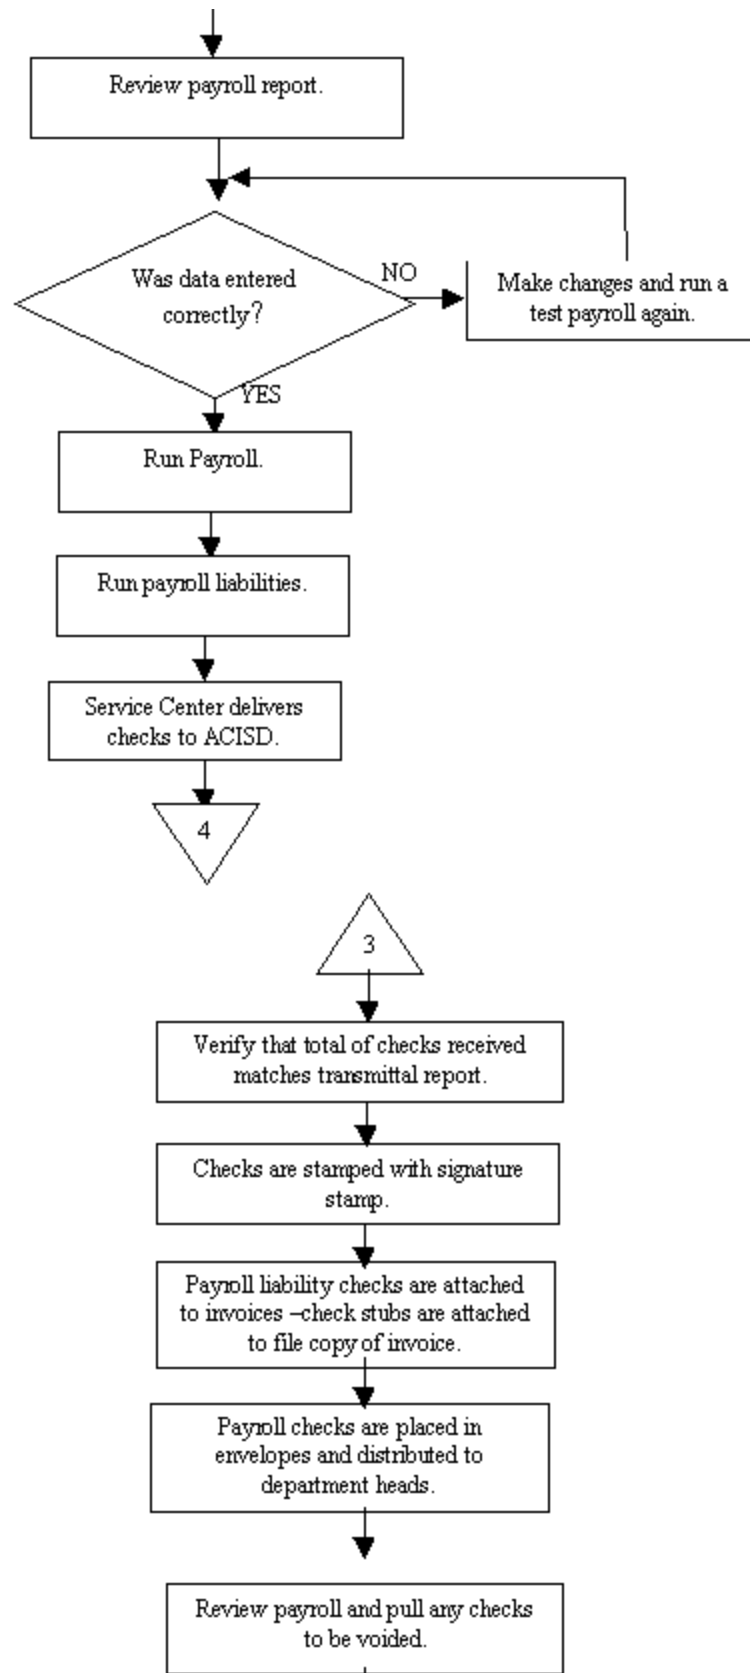 Review payroll report.
Was data entered
correctly?
NO
Make changes and run a
test payroll again.
YES
Run Payroll.
Run payroll liabilities.
Service Center delivers
checks to ACISD.
4
3
Verify that total of checks received
matches transmittal report.
Checks are stamped with signature
stamp.
Payroll liability checks are attached
to invoices –check stubs are attached
to file copy of invoice.
Payroll checks are placed in
envelopes and distributed to
department heads.
Review payroll and pull any checks
to be voided.